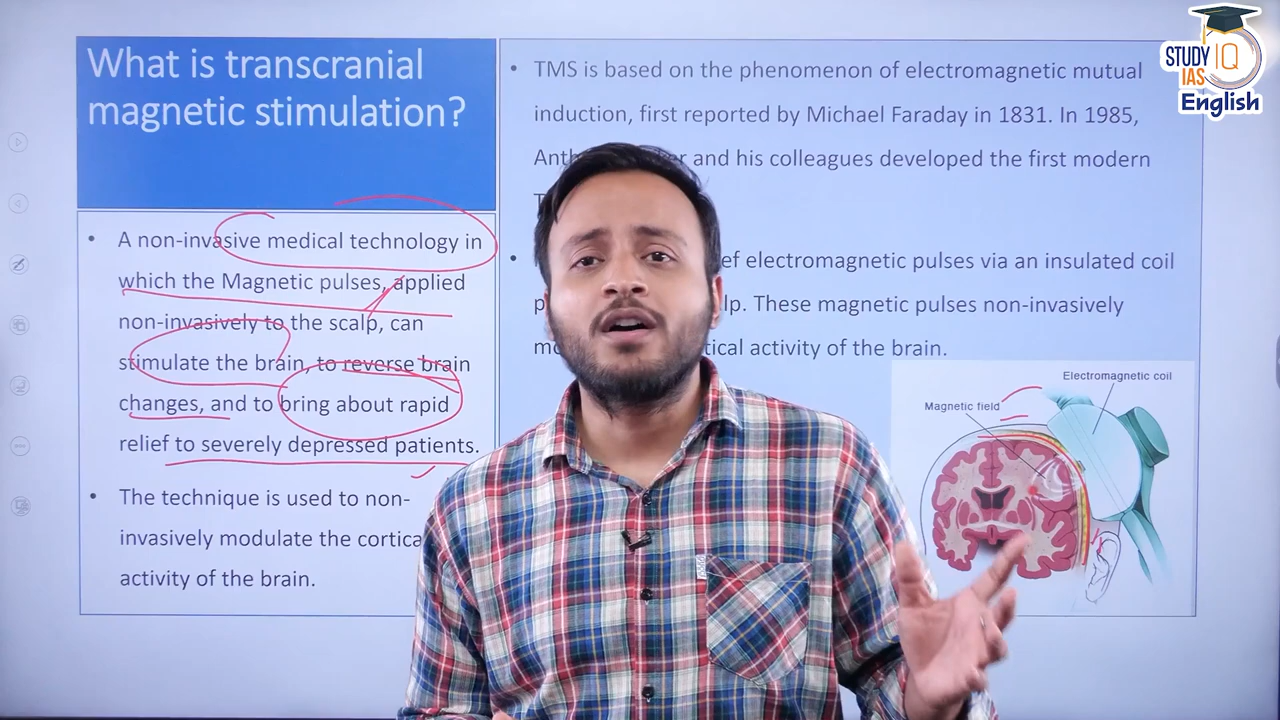 What is transcranial
magnetic stimulation?
• A non-invasive medical technology in
which the Magnetic pulses, applied
non-invasively to the scalp, can
stimulate the brain, to reverse brain
changes, and to bring about rapid
relief to severely depressed patients.
• The technique is used to non-
invasively modulate the cortica
activity of the brain.
• TMS is based on the phenomenon of electromagnetic mutual
induction, first reported by Michael Faraday in 1831. In 1985,
and his colleagues developed the first modern
• electromagnetic pulses via an insulated coil
These magnetic pulses non-invasively
activity of the brain.
Electromagnetic coil
Magnetic field
STUDY IQ
IAS
English